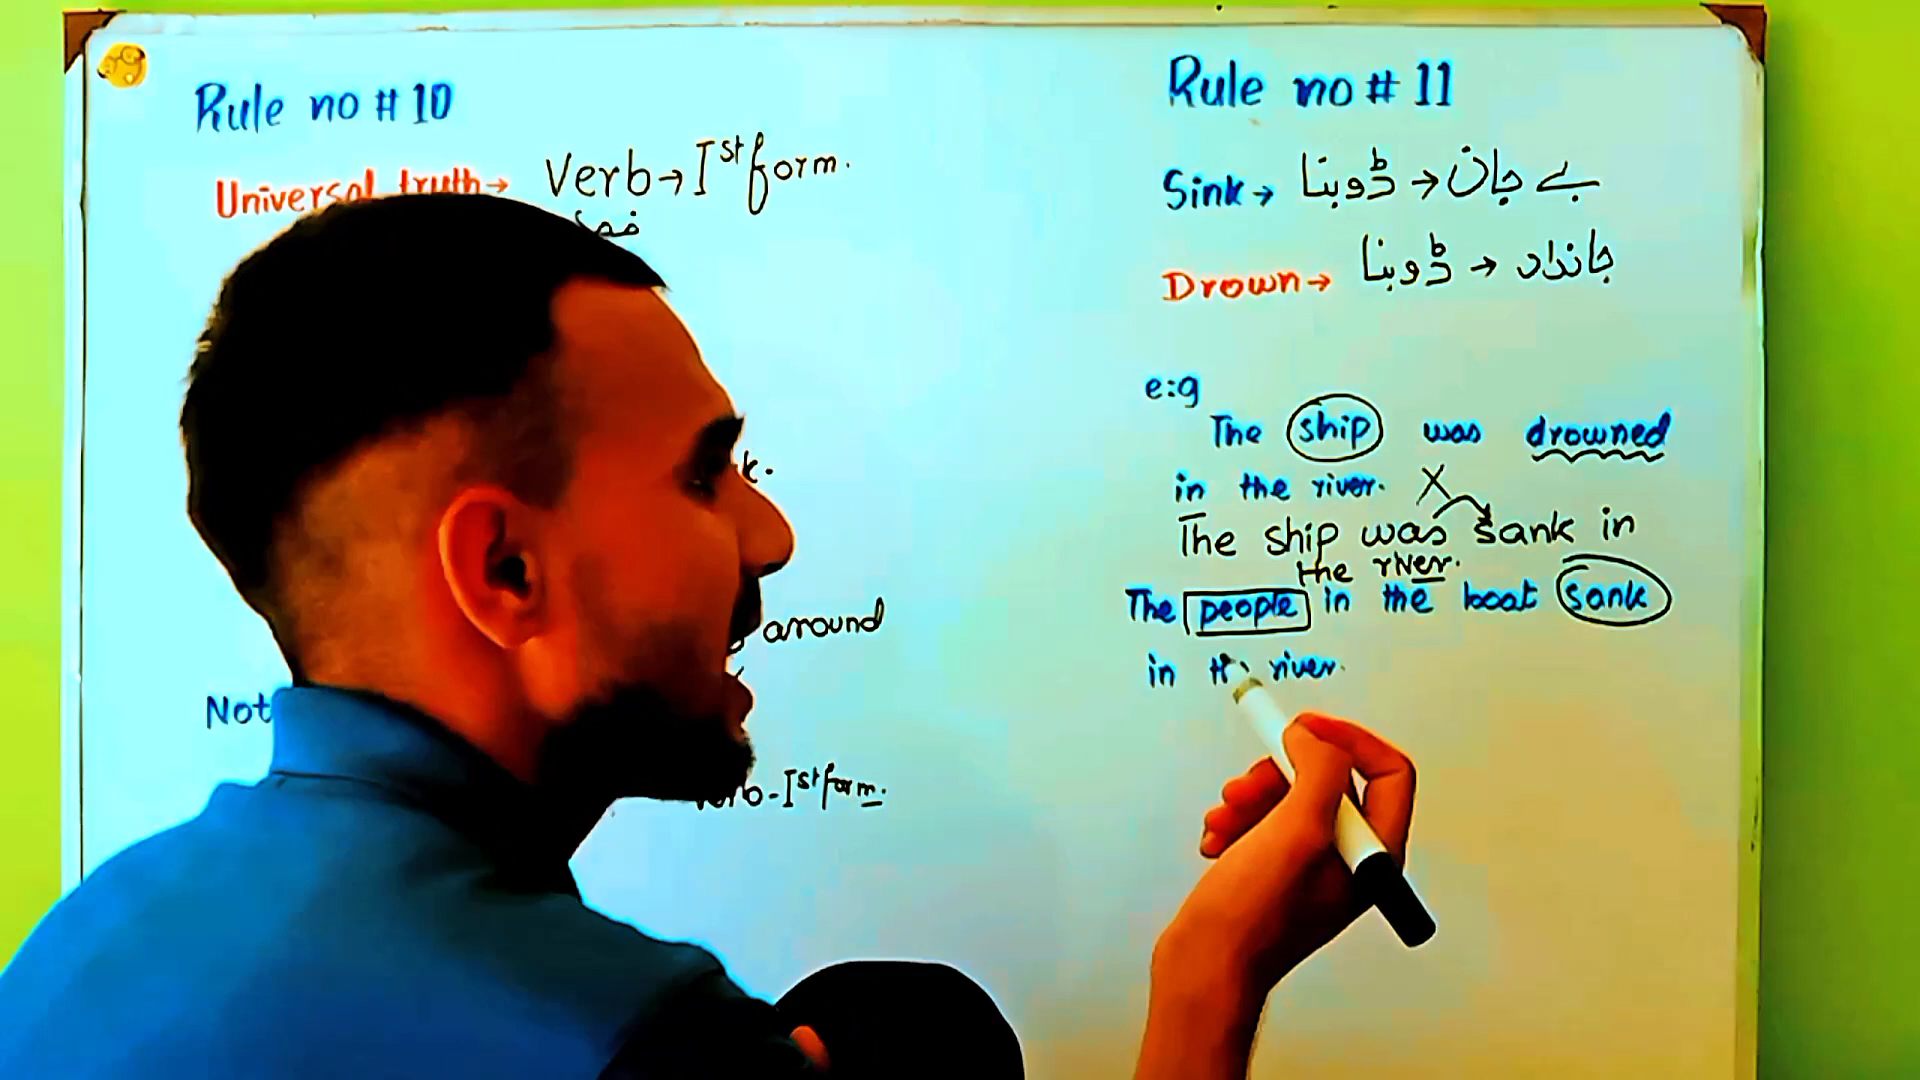 Rule no # 10
Universal truth → Verb → Ist form.
k.
around
Not
Verb - Ist form.
Rule no # 11
Sink → ڈوبنا → بے جان
Drown → ڈوبنا → جاندار
e:g
The ship was drowned
in the river. X
The ship was sank in
the river.
The people in the boat sank
in the river.